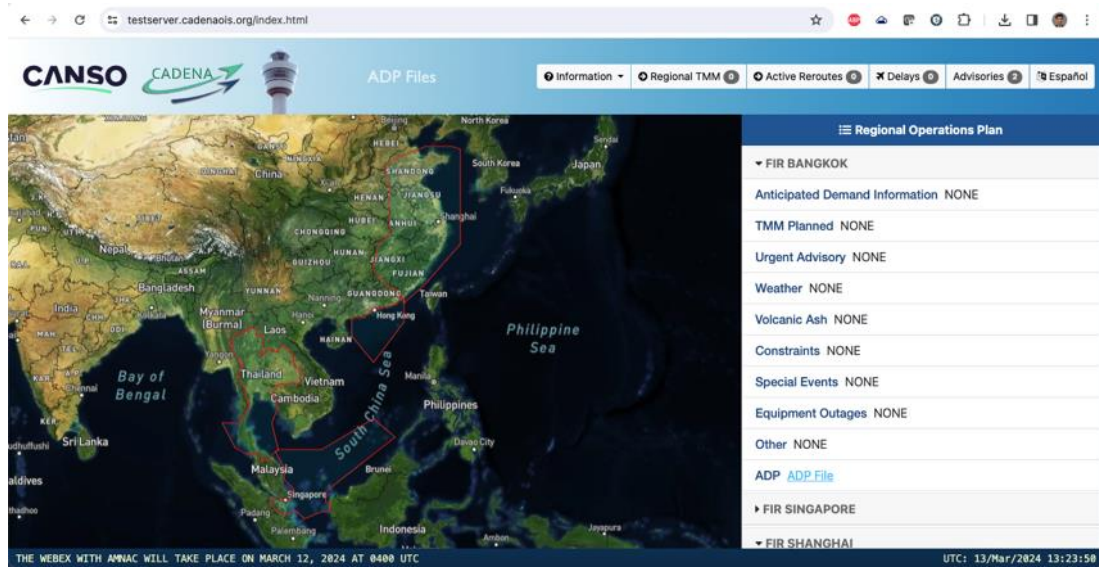 testserver.cadenaois.org/index.html
CANSO
CADENA
ADP Files
Information
Regional TMM 0
Active Reroutes 0
Delays 0
Advisories 2
Español
Regional Operations Plan
FIR BANGKOK
Anticipated Demand Information NONE
TMM Planned NONE
Urgent Advisory NONE
Weather NONE
Volcanic Ash NONE
Constraints NONE
Special Events NONE
Equipment Outages NONE
Other NONE
ADP ADP File
FIR SINGAPORE
FIR SHANGHAI
Beijing
North Korea
HEBEI
Sendai
GANSU
NINGXIA
China
SHANDONG
South Korea
Japan
HENAN
JIANGSU
Fukuoka
HUBEI
ANHUI
Shanghai
CHONGQING
Nepal
Bhutan
HUNAN
JIANGXI
ASSAM
GUIZHOU
FUJIAN
Bangladesh
YUNNAN
Nanning
GUANGDONG
Taiwan
India
Kolkata
Myanmar
(Burma)
Hanoi
Hong Kong
Laos
HAINAN
Philippine
Sea
Yangon
Bay of
Bengal
Thailand
Vietnam
Manila
Chennai
Cambodia
South China Sea
Philippines
Sri Lanka
Davao City
Malaysia
Brunei
Singapore
Padang
Palembang
Indonesia
Ambon
Jayapura
THE WEBEX WITH AMNAC WILL TAKE PLACE ON MARCH 12, 2024 AT 0400 UTC
UTC: 13/Mar/2024 13:23:50